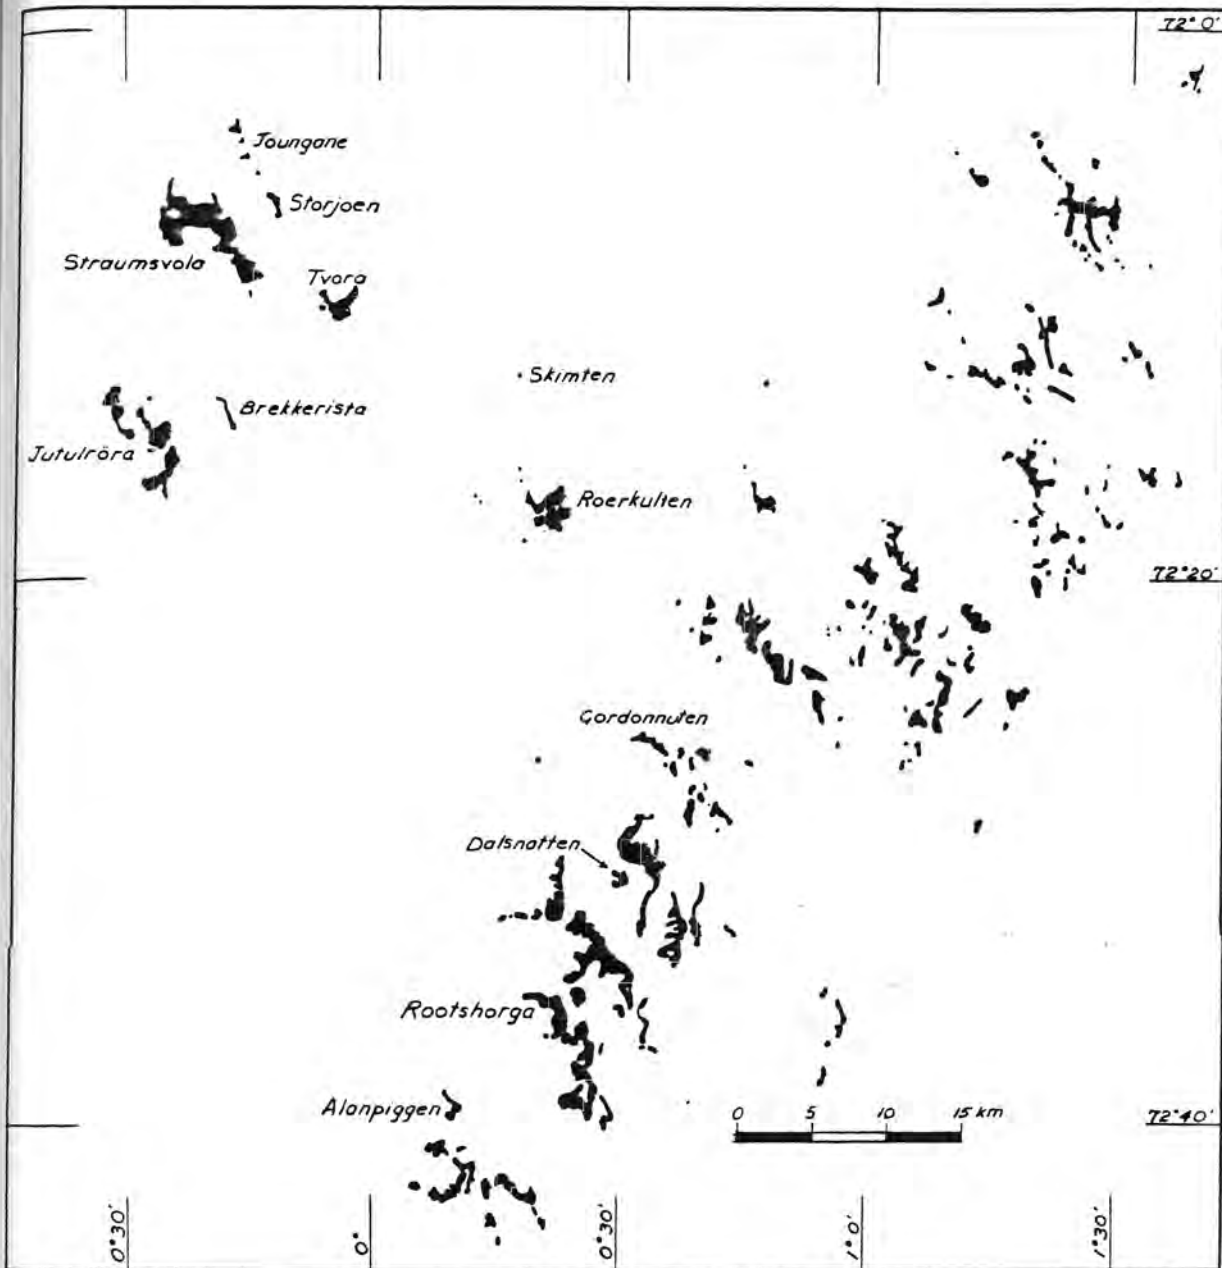 72°0'
Joungane
Storjoen
Straumsvola
Tvora
Skimten
Brekkerista
Jutulröra
Roerkulten
72°20'
Gordonnuten
Dalsnatten
Rootshorga
Alanpiggen
0 5 10 15 km
72°40'
0°30' 0° 0°30' 1°0' 1°30'